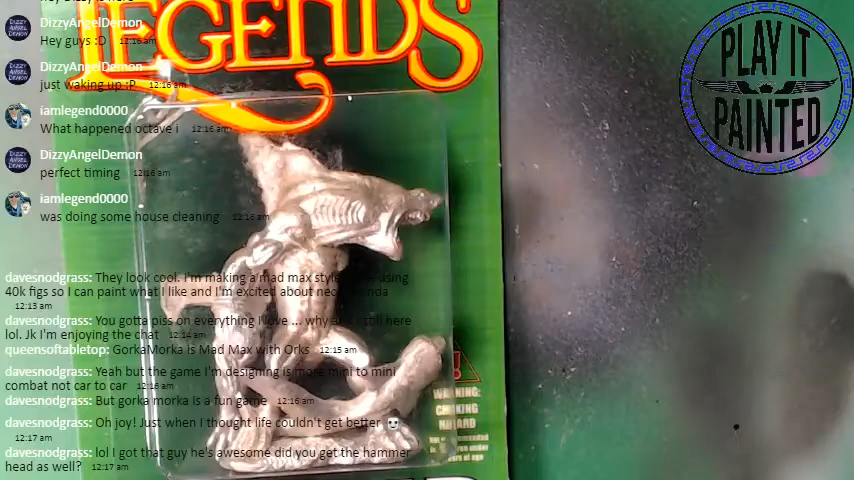 LEGENDS
PLAY IT
PAINTED
DizzyAngelDemon
Hey guys :D 12:16 am
DizzyAngelDemon
just waking up :P 12:16 am
iamlegend0000
What happened octave i 12:16 am
DizzyAngelDemon
perfect timing 12:16 am
iamlegend0000
was doing some house cleaning 12:16 am
davesnodgrass: They look cool. I'm making a mad max style using
40k figs so I can paint what I like and I'm excited about
12:13 am
davesnodgrass: You gotta piss on everything I love ... why still here
lol. Jk I'm enjoying the chat 12:14 am
queensoftabletop: GorkaMorka is Mad Max with Orks 12:15 am
davesnodgrass: Yeah but the game I'm designing is more mini to mini
combat not car to car 12:16 am
davesnodgrass: But gorka morka is a fun game 12:16 am
davesnodgrass: Oh joy! Just when I thought life couldn't get better 💀
12:17 am
davesnodgrass: lol I got that guy he's awesome did you get the hammer
head as well? 12:17 am
WARNING:
CHOKING
HAZARD